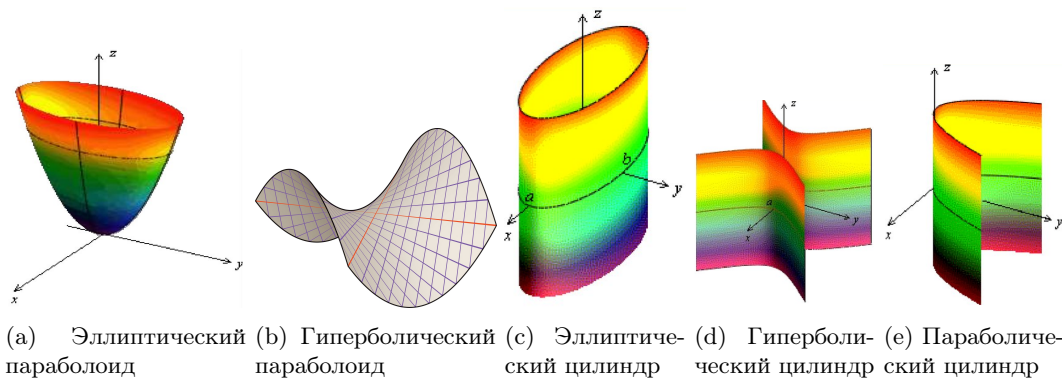 z
y
x
z
b
a
y
x
z
a
y
x
z
y
x
(a) Эллиптический параболоид
(b) Гиперболический параболоид
(c) Эллиптиче-
ский цилиндр
(d) Гиперболи-
ческий цилиндр
(e) Параболиче-
ский цилиндр